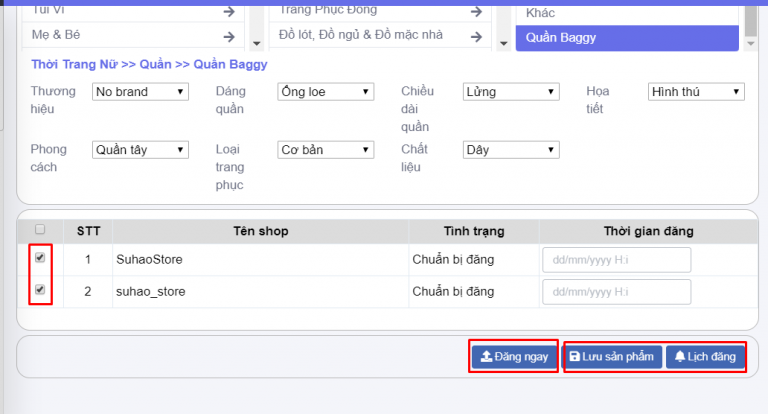 Túi Ví
Trang Phục Đông
Khác
Mẹ & Bé
Đồ lót, Đồ ngủ & Đồ mặc nhà
Quần Baggy
Thời Trang Nữ >> Quần >> Quần Baggy
Thương hiệu No brand
Dáng quần Ống loe
Chiều dài quần Lửng
Họa tiết Hình thú
Phong cách Quần tây
Loại trang phục Cơ bản
Chất liệu Dây
STT Tên shop Tình trạng Thời gian đăng
1 SuhaoStore Chuẩn bị đăng dd/mm/yyyy H:i
2 suhao_store Chuẩn bị đăng dd/mm/yyyy H:i
Đăng ngay Lưu sản phẩm Lịch đăng